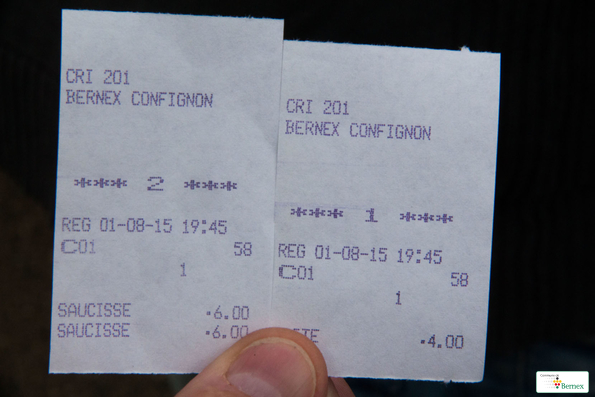 CRI 201
BERNEX CONFIGNON
*** 2 ***
REG 01-08-15 19:45
C01 58
1
SAUCISSE •6.00
SAUCISSE •6.00
CRI 201
BERNEX CONFIGNON
*** 1 ***
REG 01-08-15 19:45
C01 58
1
•4.00
Bernex